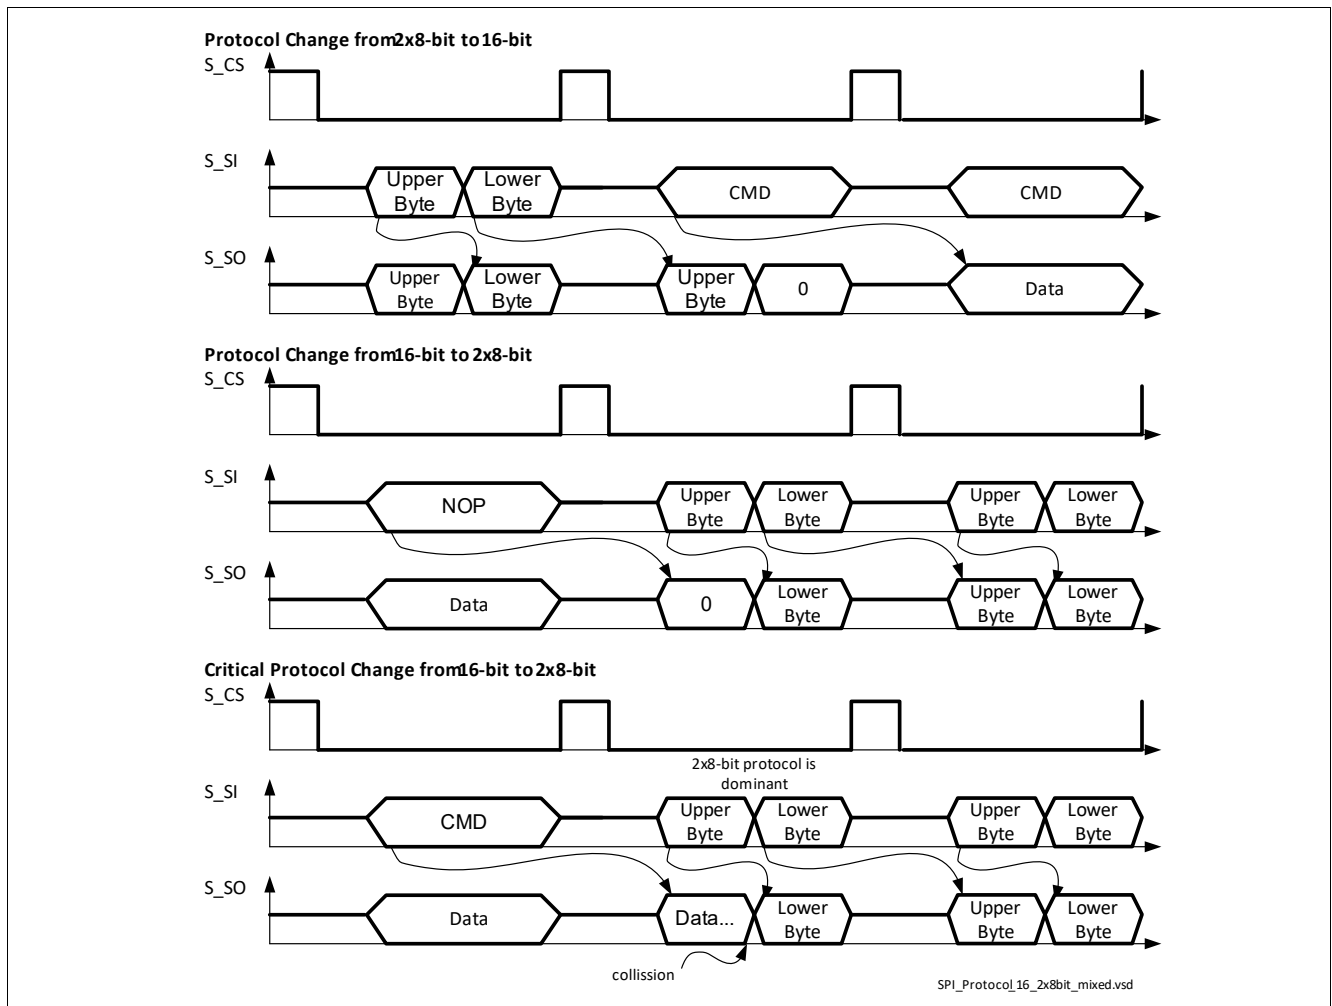 Protocol Change from2x8-bit to16-bit
S_CS
S_SI
Upper
Byte
Lower
Byte
CMD
CMD
S_SO
Upper
Byte
Lower
Byte
Upper
Byte
0
Data
Protocol Change from16-bit to 2x8-bit
S_CS
S_SI
NOP
Upper
Byte
Lower
Byte
Upper
Byte
Lower
Byte
S_SO
Data
0
Lower
Byte
Upper
Byte
Lower
Byte
Critical Protocol Change from16-bit to2x8-bit
S_CS
2x8-bit protocol is
dominant
S_SI
CMD
Upper
Byte
Lower
Byte
Upper
Byte
Lower
Byte
S_SO
Data
Data...
Lower
Byte
Upper
Byte
Lower
Byte
collission
SPI_Protocol_16_2x8bit_mixed.vsd